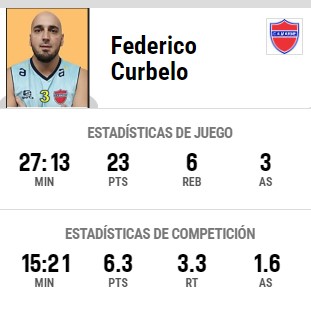 Federico
Curbelo
ESTADÍSTICAS DE JUEGO
27:13 23 6 3
MIN PTS REB AS
ESTADÍSTICAS DE COMPETICIÓN
15:21 6.3 3.3 1.6
MIN PTS RT AS
3